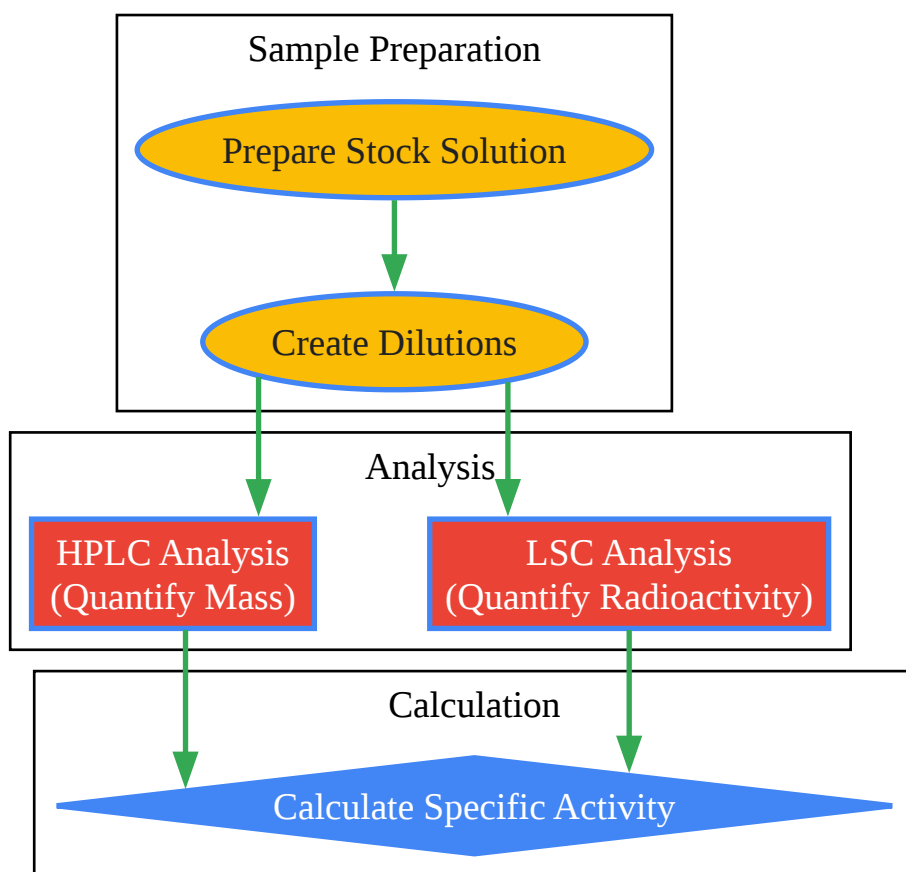 Sample Preparation
Prepare Stock Solution
Create Dilutions
Analysis
HPLC Analysis
(Quantify Mass)
LSC Analysis
(Quantify Radioactivity)
Calculation
Calculate Specific Activity